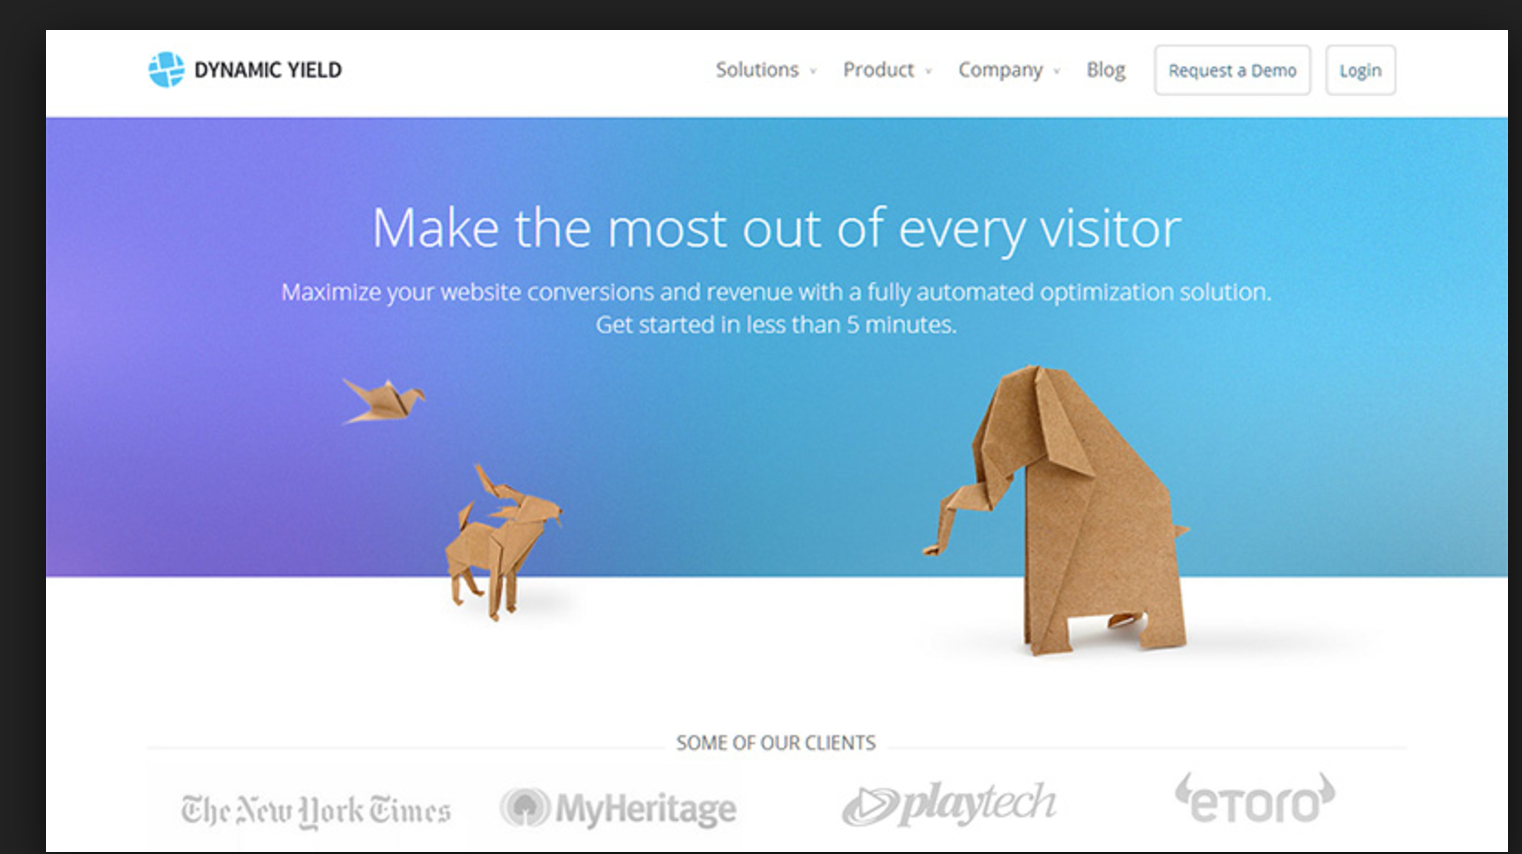 DYNAMIC YIELD
Solutions Product Company Blog Request a Demo Login
Make the most out of every visitor
Maximize your website conversions and revenue with a fully automated optimization solution.
Get started in less than 5 minutes.
SOME OF OUR CLIENTS
The New York Times MyHeritage playtech eTORO